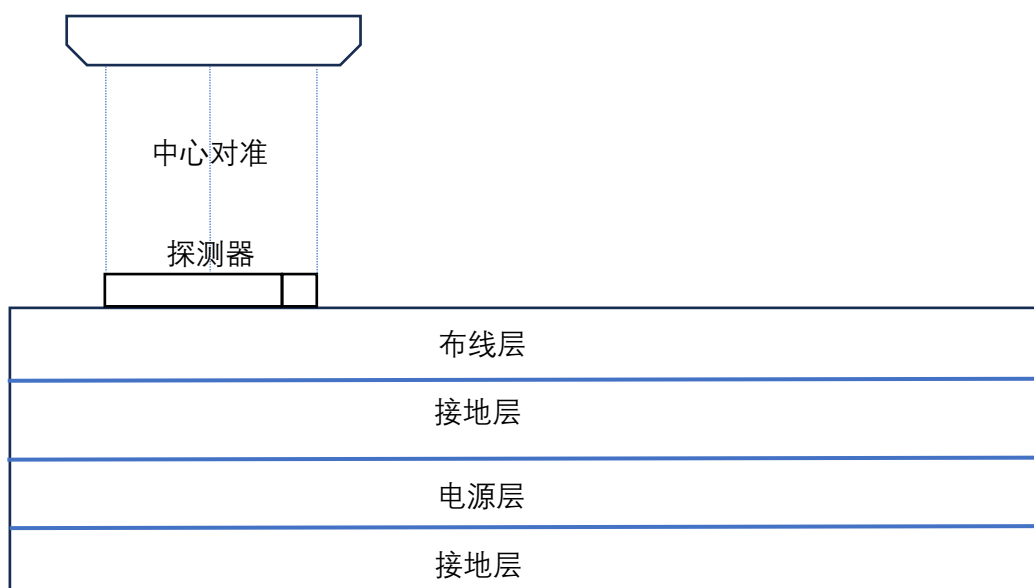 中心对准
探测器
布线层
接地层
电源层
接地层